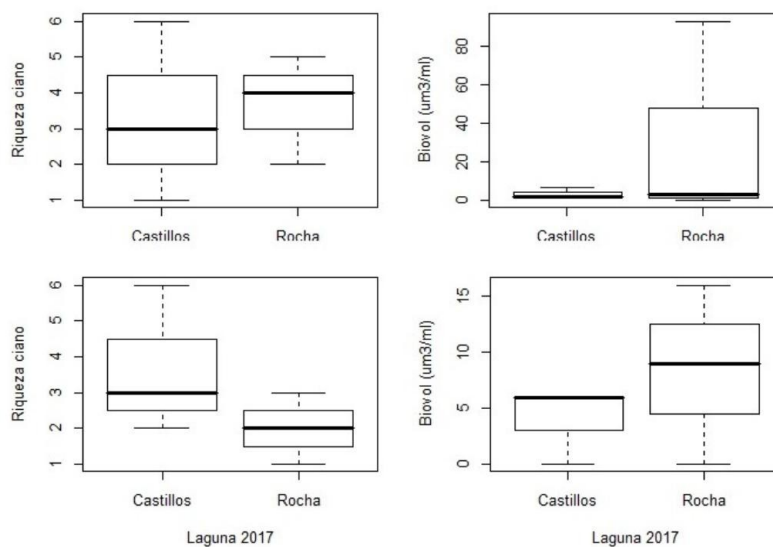 Riqueza ciano
6
5
4
3
2
1
Castillos
Rocha
Biovol (um3/ml)
80
60
40
20
0
Castillos
Rocha
Riqueza ciano
6
5
4
3
2
1
Castillos
Rocha
Laguna 2017
Biovol (um3/ml)
15
10
5
0
Castillos
Rocha
Laguna 2017